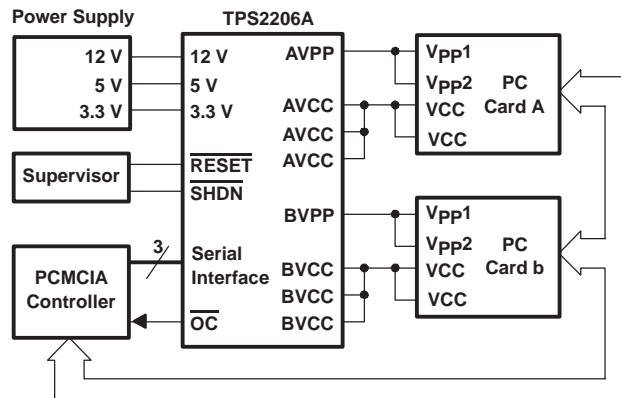 Power Supply
TPS2206A
12 V
5 V
3.3 V
12 V
5 V
3.3 V
AVPP
AVCC
AVCC
AVCC
VPP1
VPP2
VCC
VCC
PC
Card A
Supervisor
RESET
SHDN
BVPP
BVCC
BVCC
BVCC
VPP1
VPP2
VCC
VCC
PC
Card b
PCMCIA
Controller
3
Serial
Interface
OC